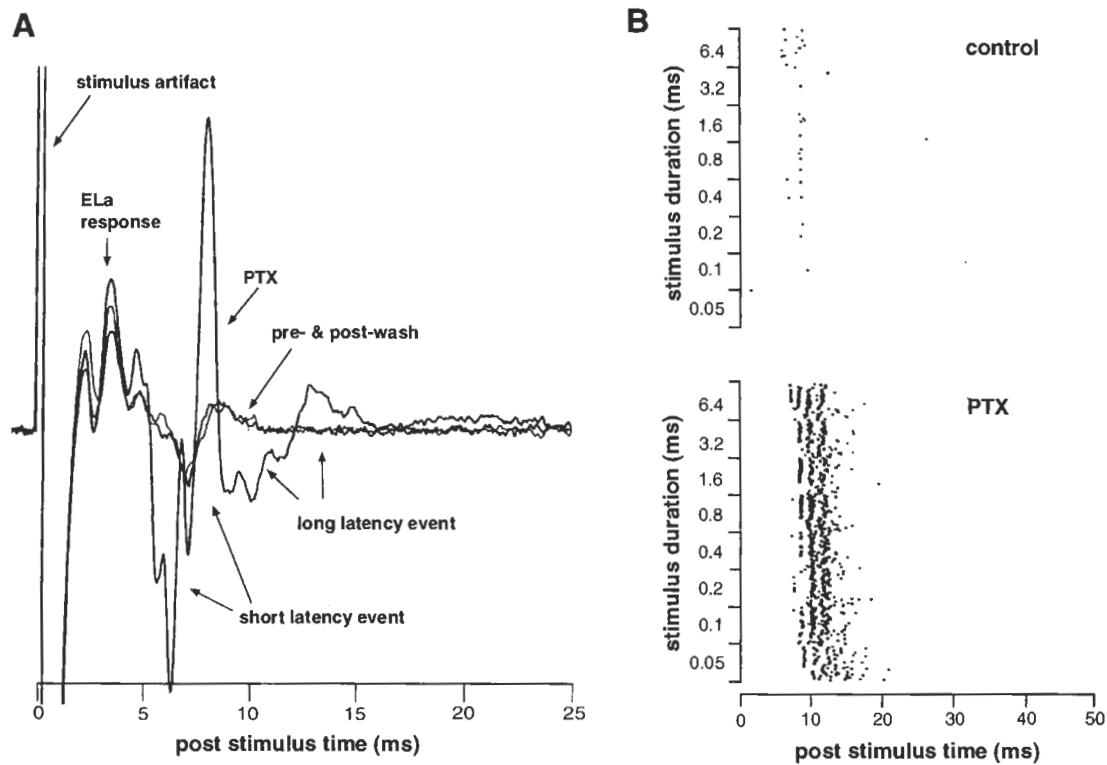 A
stimulus artifact
ELa
response
PTX
pre- & post-wash
long latency event
short latency event
0 5 10 15 20 25
post stimulus time (ms)
B
control
stimulus duration (ms)
6.4
3.2
1.6
0.8
0.4
0.2
0.1
0.05
PTX
stimulus duration (ms)
6.4
3.2
1.6
0.8
0.4
0.2
0.1
0.05
0 10 20 30 40 50
post stimulus time (ms)